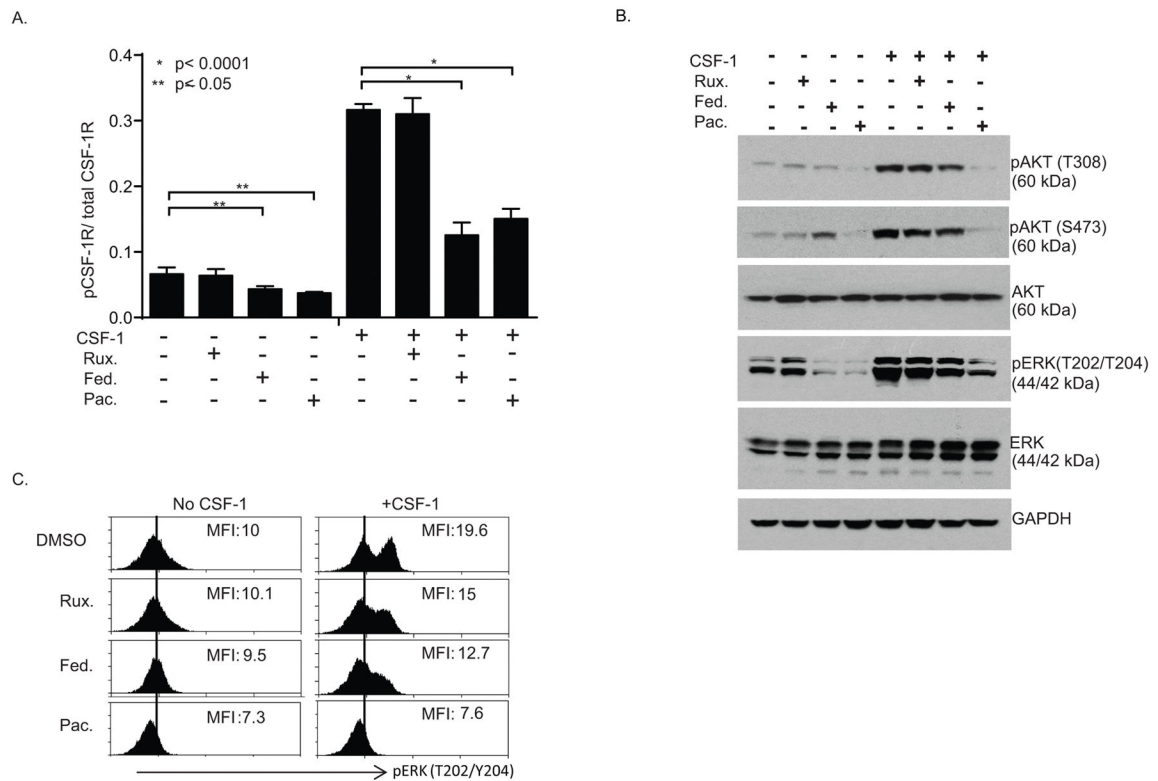 A.
0.4
* p< 0.0001
** p< 0.05
*
*
0.3
pCSF-1R/ total CSF-1R
0.2
**
**
0.1
0.0
CSF-1 - - - - + + + +
Rux. - + - - - + - -
Fed. - - + - - - + -
Pac. - - - + - - - +
B.
CSF-1 - - - - + + + +
Rux. - + - - - + - -
Fed. - - + - - - + -
Pac. - - - + - - - +
pAKT (T308)
(60 kDa)
pAKT (S473)
(60 kDa)
AKT
(60 kDa)
pERK(T202/T204)
(44/42 kDa)
ERK
(44/42 kDa)
GAPDH
C.
No CSF-1 +CSF-1
DMSO MFI:10 MFI:19.6
Rux. MFI:10.1 MFI: 15
Fed. MFI: 9.5 MFI: 12.7
Pac. MFI:7.3 MFI: 7.6
pERK (T202/Y204)